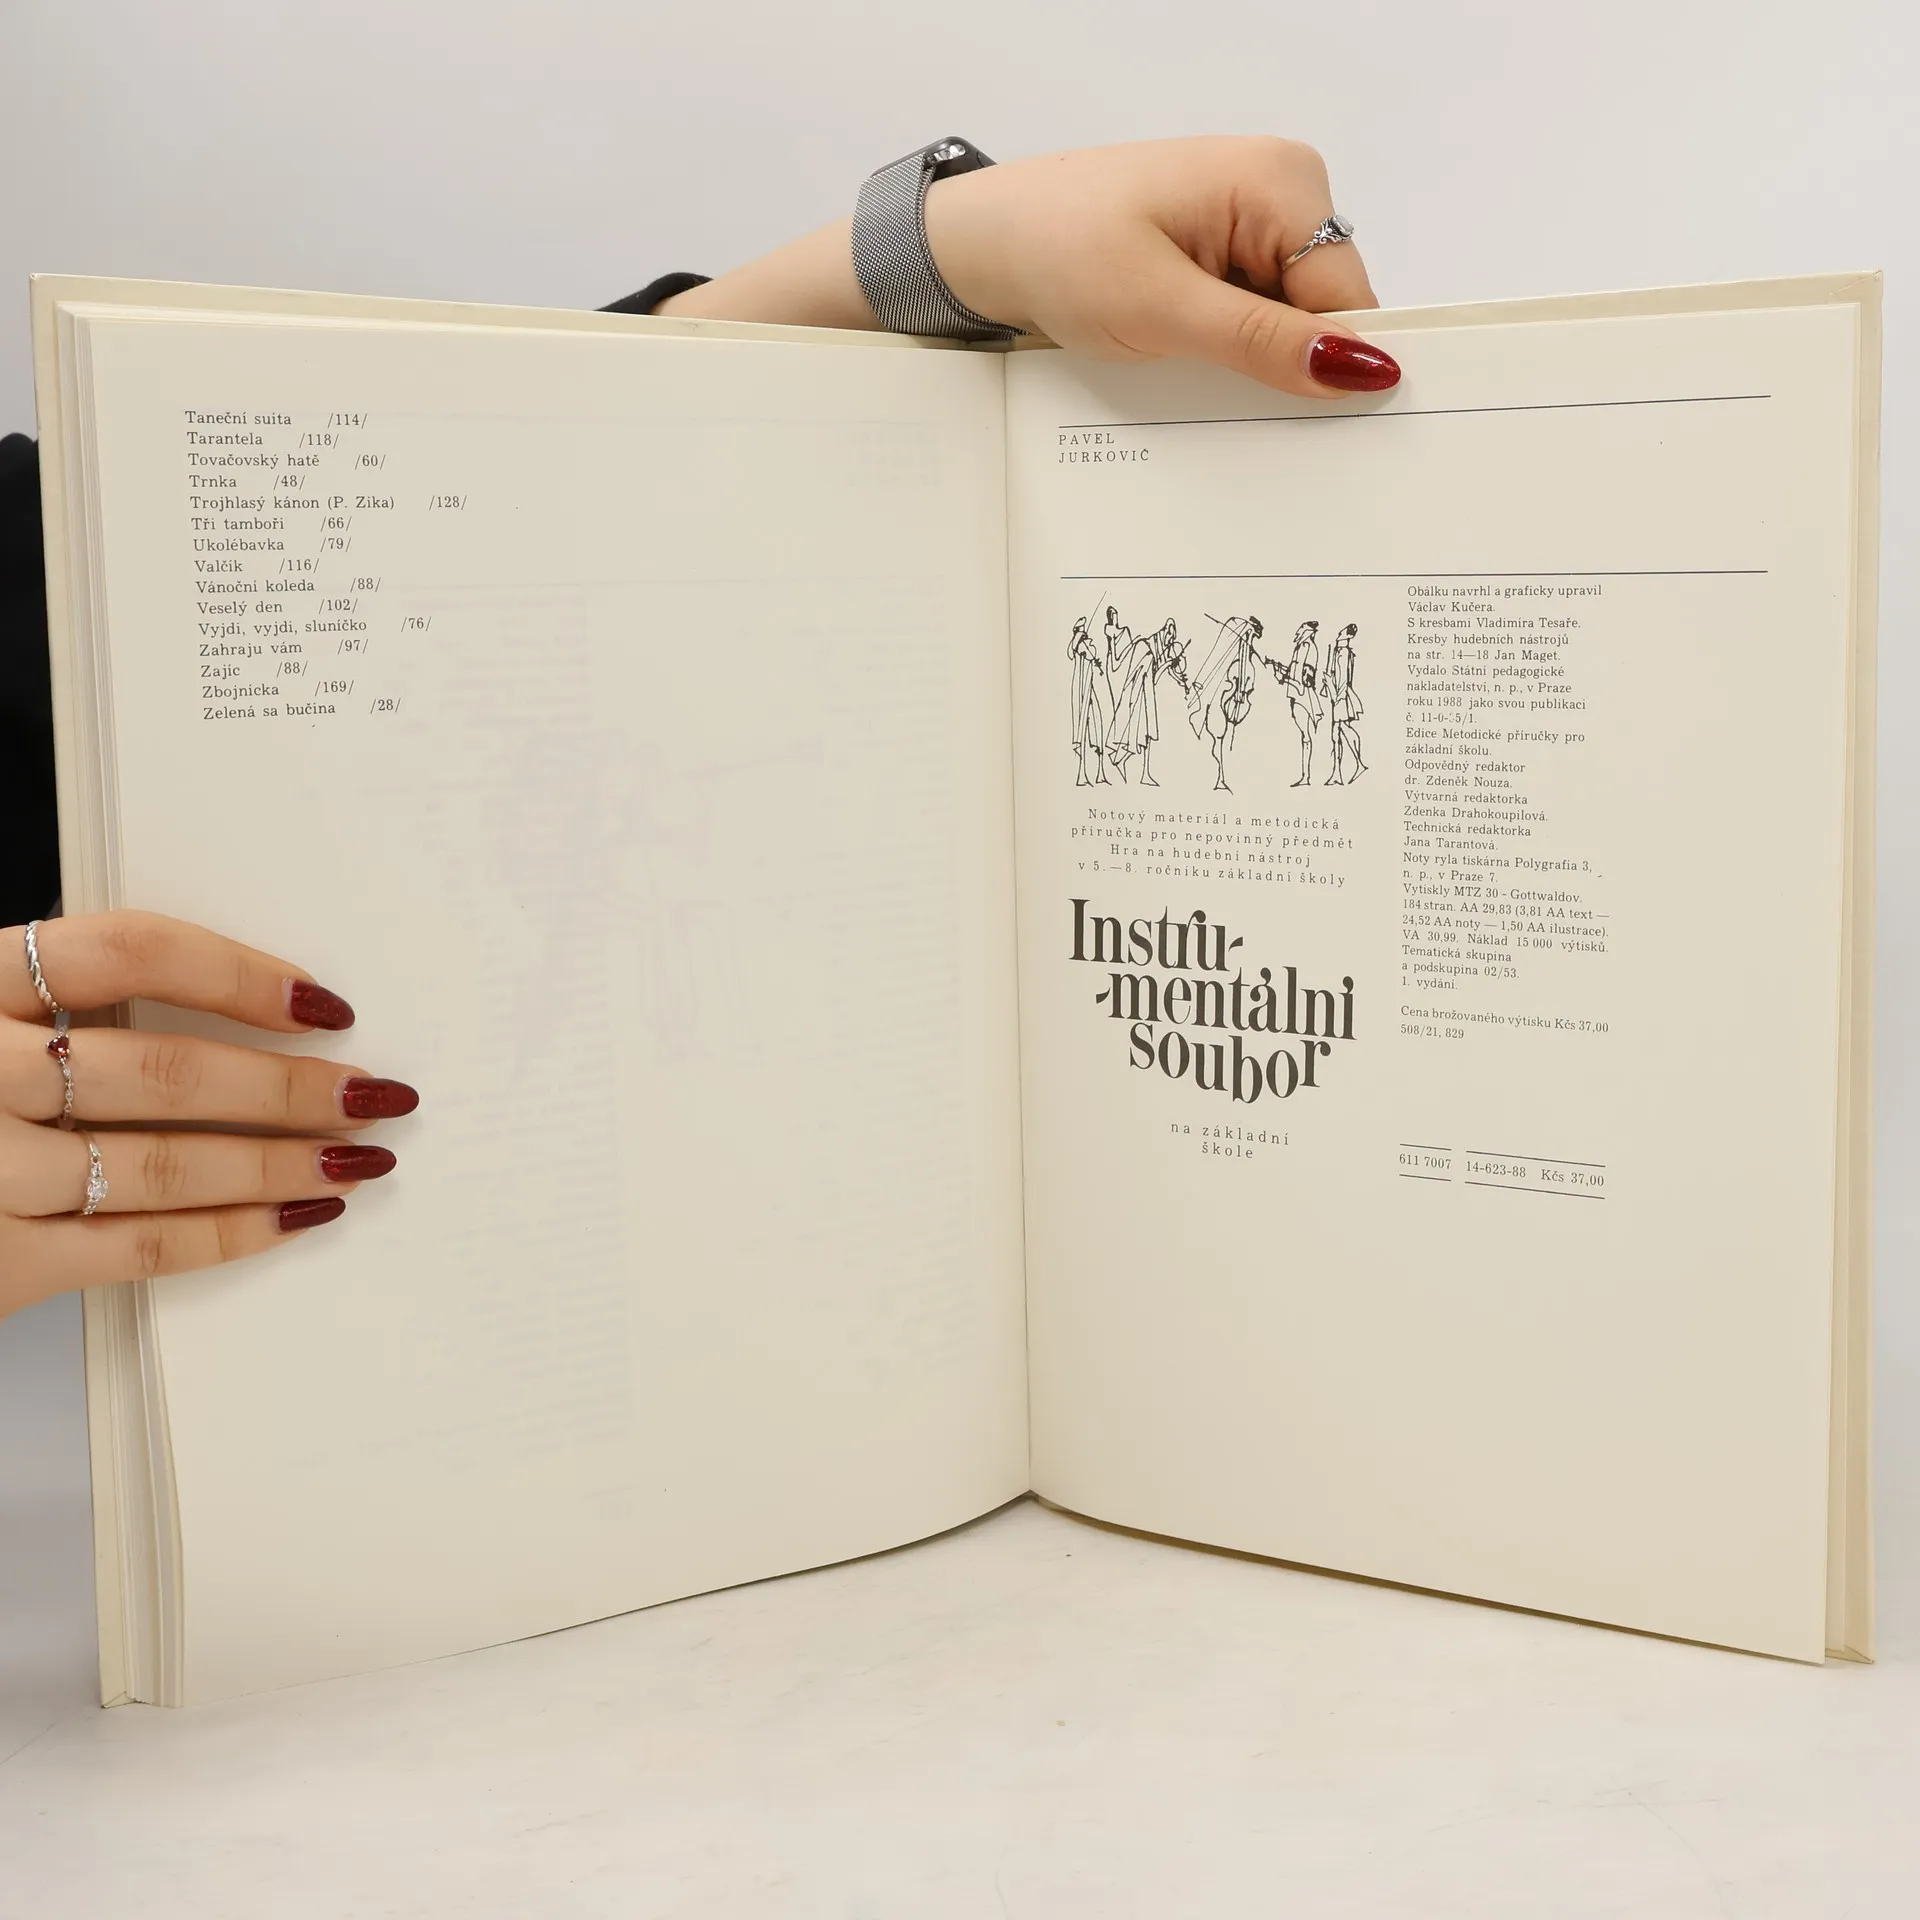 Taneční suita /114/
Tarantela /118/
Tovačovský hatě /60/
Trnka /48/
Trojhlasý kánon (P. Zika) /128/
Tři tamboři /66/
Ukolébavka /79/
Valčík /116/
Vánoční koleda /88/
Veselý den /102/
Vyjdi, vyjdi, sluníčko /76/
Zahraju vám /97/
Zajíc /88/
Zbojnícka /169/
Zelená sa bučina /28/
PAVEL
JURKOVIČ
Notový materiál a metodická
příručka pro nepovinný předmět
Hra na hudební nástroj
v 5.—8. ročníku základní školy
Instru-
-mentální
soubor
na základní
škole
Obálku navrhl a graficky upravil
Václav Kučera.
S kresbami Vladimíra Tesaře.
Kresby hudebních nástrojů
na str. 14—18 Jan Maget.
Vydalo Státní pedagogické
nakladatelství, n. p., v Praze
roku 1988 jako svou publikaci
č.
Edice Metodické příručky pro
základní školu.
Odpovědný redaktor
dr. Zdeněk Nouza.
Výtvarná redaktorka
Zdenka Drahokoupilová.
Technická redaktorka
Jana Tarantová.
Noty ryla tiskárna Polygrafia 3,
n. p., v Praze 7.
Vytiskly MTZ 30 - Gottwaldov.
184 stran. AA 29,83 (3,81 AA text —
24,52 AA noty — 1,50 AA ilustrace).
VA 30,99. Náklad 15 000 výtisků.
Tematická skupina
a podskupina 02/53.
1. vydání.
Cena brožovaného výtisku Kčs 37,00
508/21, 829
611 7007 14-623-88 Kčs 37,00